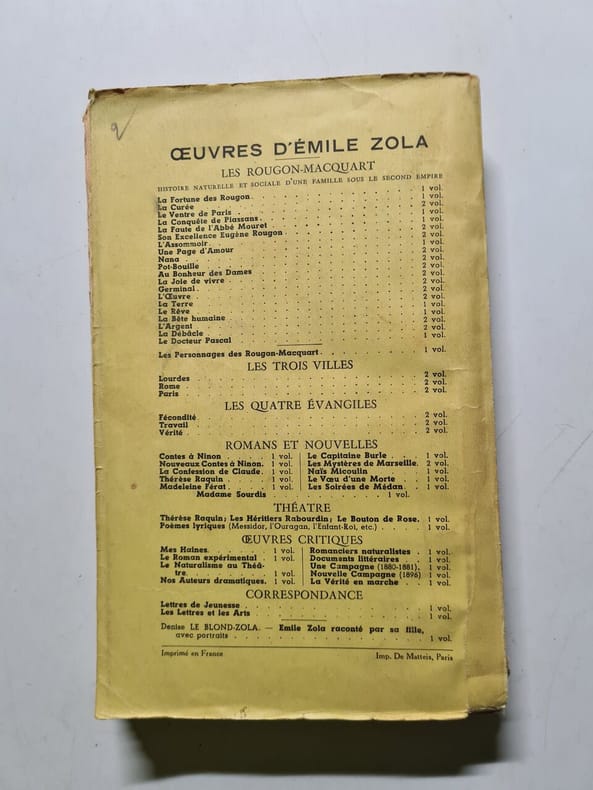 ŒUVRES D'ÉMILE ZOLA
LES ROUGON-MACQUART
HISTOIRE NATURELLE ET SOCIALE D'UNE FAMILLE SOUS LE SECOND EMPIRE
La Fortune des Rougon. 1 vol.
La Curée 1 vol.
Le Ventre de Paris 2 vol.
La Conquête de Plassans 1 vol.
La Faute de l'Abbé Mouret 1 vol.
Son Excellence Eugène Rougon 2 vol.
L'Assommoir 2 vol.
Une Page d'Amour 2 vol.
Nana 2 vol.
Pot-Bouille 2 vol.
Au Bonheur des Dames 2 vol.
La Joie de vivre 2 vol.
Germinal 2 vol.
L'Œuvre 2 vol.
La Terre 2 vol.
Le Rêve 1 vol.
La Bête humaine 2 vol.
L'Argent 2 vol.
La Débâcle 2 vol.
Le Docteur Pascal 1 vol.
Les Personnages des Rougon-Macquart 1 vol.
LES TROIS VILLES
Lourdes 2 vol.
Rome 2 vol.
Paris 2 vol.
LES QUATRE ÉVANGILES
Fécondité 2 vol.
Travail 2 vol.
Vérité 2 vol.
ROMANS ET NOUVELLES
Contes à Ninon 1 vol.
Nouveaux Contes à Ninon. 1 vol.
La Confession de Claude. 1 vol.
Thérèse Raquin 1 vol.
Madeleine Férat 1 vol.
Le Capitaine Burle 1 vol.
Les Mystères de Marseille. 2 vol.
Naïs Micoulin 1 vol.
Le Vœu d'une Morte 1 vol.
Les Soirées de Médan 1 vol.
Madame Sourdis 1 vol.
THÉATRE
Thérèse Raquin; Les Héritiers Rabourdin; Le Bouton de Rose. 1 vol.
Poèmes lyriques (Messidor, l'Ouragan, l'Enfant-Roi, etc.) 1 vol.
ŒUVRES CRITIQUES
Mes Haines 1 vol.
Le Roman expérimental 1 vol.
Le Naturalisme au Théâ-
tre 1 vol.
Nos Auteurs dramatiques. 1 vol.
Romanciers naturalistes 1 vol.
Documents littéraires 1 vol.
Une Campagne (1880-1881). 1 vol.
Nouvelle Campagne (1896) 1 vol.
La Vérité en marche 1 vol.
CORRESPONDANCE
Lettres de Jeunesse 1 vol.
Les Lettres et les Arts 1 vol.
Denise LE BLOND-ZOLA. — Emile Zola raconté par sa fille,
avec portraits 1 vol.
Imprimé en France Imp. De Matteis, Paris